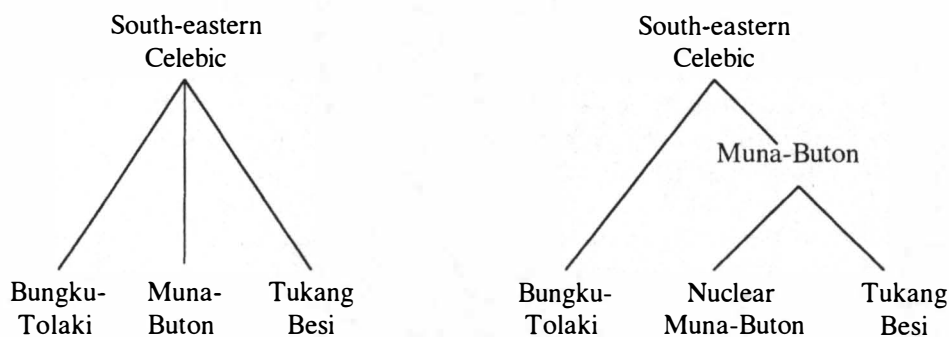 South-eastern
Celebic
Bungku-
Tolaki
Muna-
Buton
Tukang
Besi
South-eastern
Celebic
Muna-Buton
Bungku-
Tolaki
Nuclear
Muna-Buton
Tukang
Besi